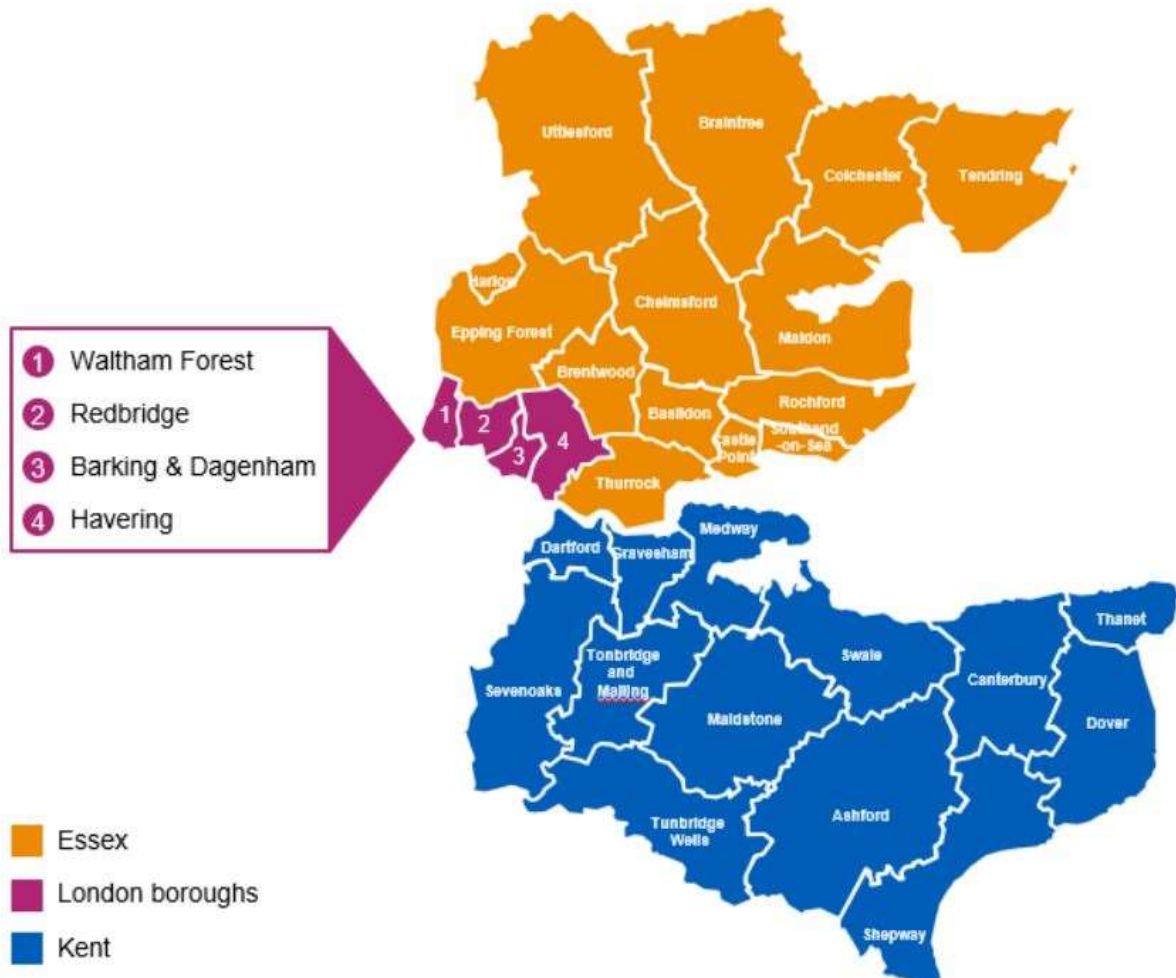 Uttlesford
Braintree
Colchester
Tendring
Harlow
Epping Forest
Chelmsford
Maldon
Brentwood
Basildon
Rochford
Southend
-on-Sea
Castle
Point
Thurrock
1
2
3
4
1 Waltham Forest
2 Redbridge
3 Barking & Dagenham
4 Havering
Dartford
Gravesham
Medway
Thanet
Swale
Canterbury
Tonbridge
and
Malling
Sevenoaks
Maidstone
Dover
Ashford
Tunbridge
Wells
Shepway
Essex
London boroughs
Kent